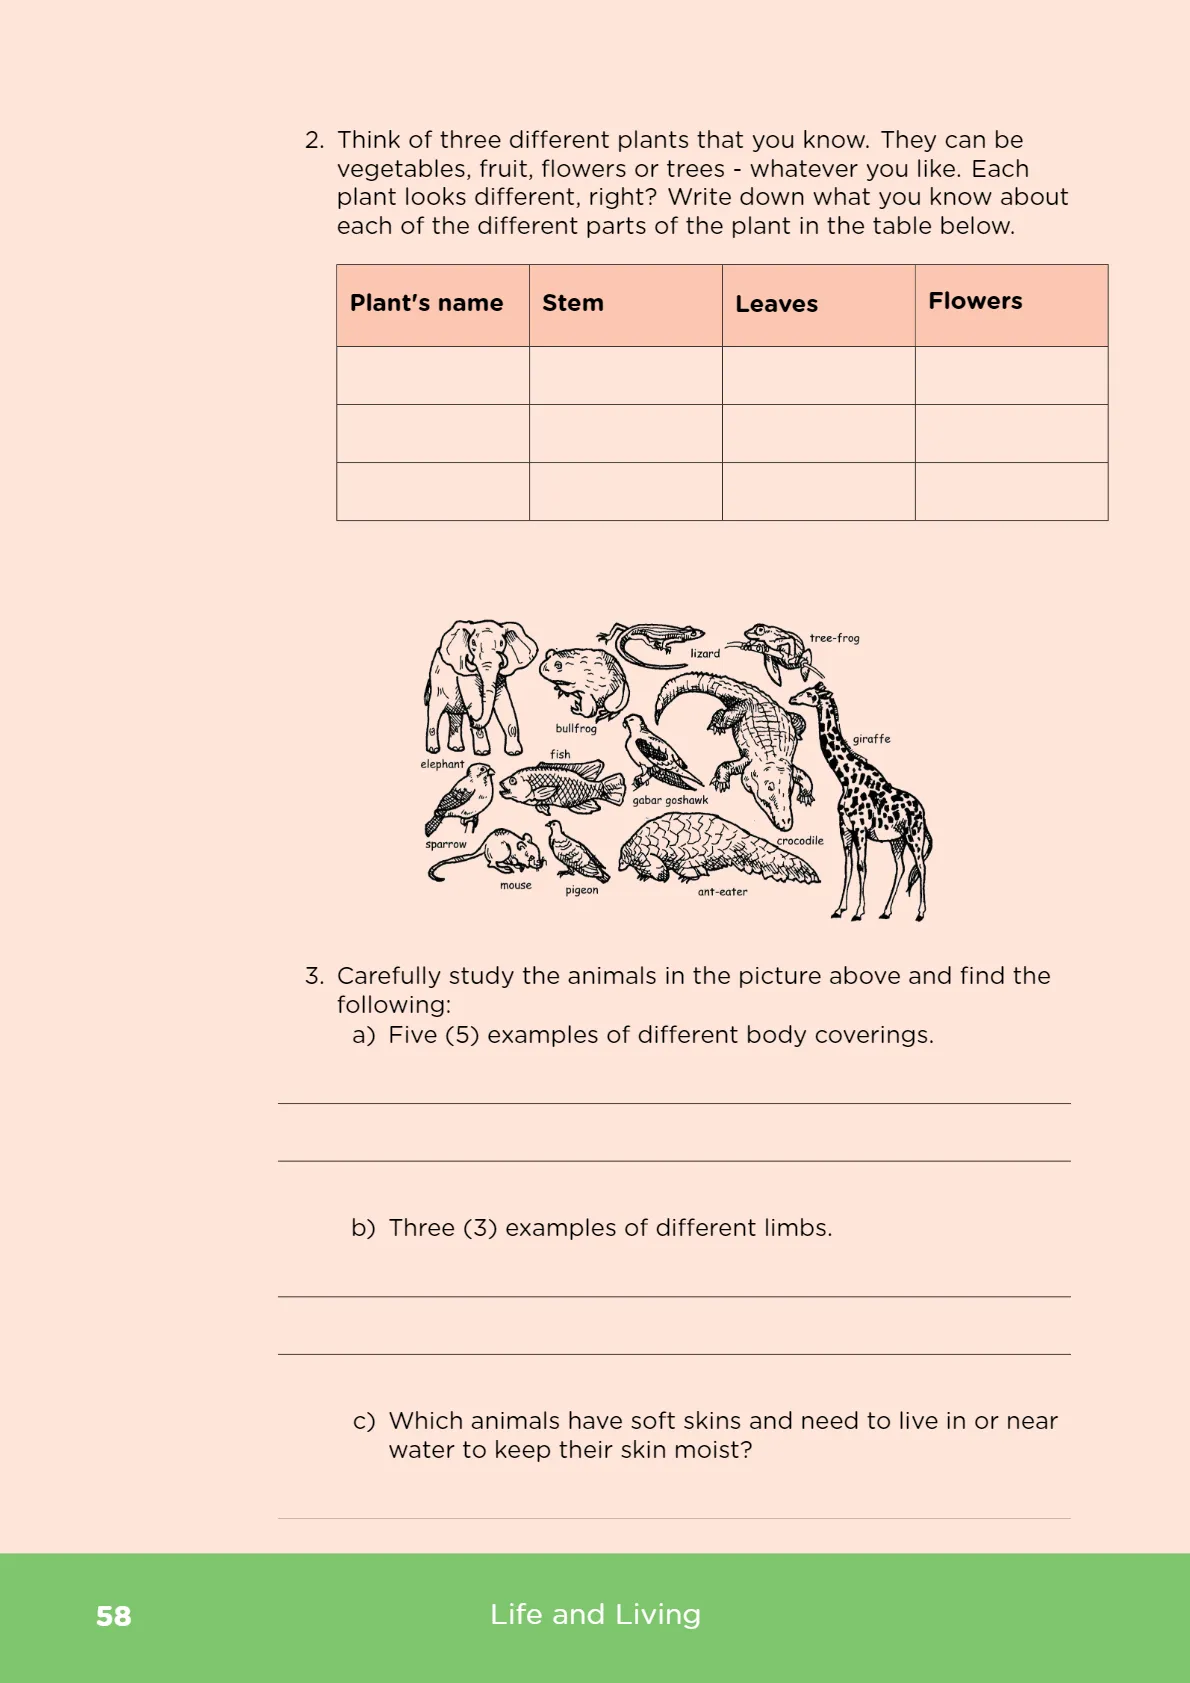 2. Think of three different plants that you know. They can be
vegetables, fruit, flowers or trees - whatever you like. Each
plant looks different, right? Write down what you know about
each of the different parts of the plant in the table below.
Plant's name Stem Leaves Flowers
tree-frog
lizard
bullfrog
giraffe
fish
elephant
gabar goshawk
crocodile
sparrow
mouse
pigeon
ant-eater
3. Carefully study the animals in the picture above and find the
following:
a) Five (5) examples of different body coverings.
b) Three (3) examples of different limbs.
c) Which animals have soft skins and need to live in or near
water to keep their skin moist?
58 Life and Living